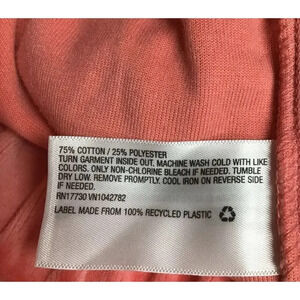 75% COTTON / 25% POLYESTER
TURN GARMENT INSIDE OUT. MACHINE WASH COLD WITH LIKE
COLORS. ONLY NON-CHLORINE BLEACH IF NEEDED. TUMBLE
DRY LOW. REMOVE PROMPTLY. COOL IRON ON REVERSE SIDE
IF NEEDED.
RN17730 VN1042782
LABEL MADE FROM 100% RECYCLED PLASTIC